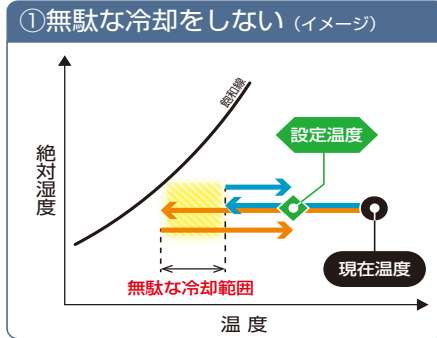 ①無駄な冷却をしない（イメージ）
飽和線
設定温度
絶対湿度
現在温度
無駄な冷却範囲
温 度